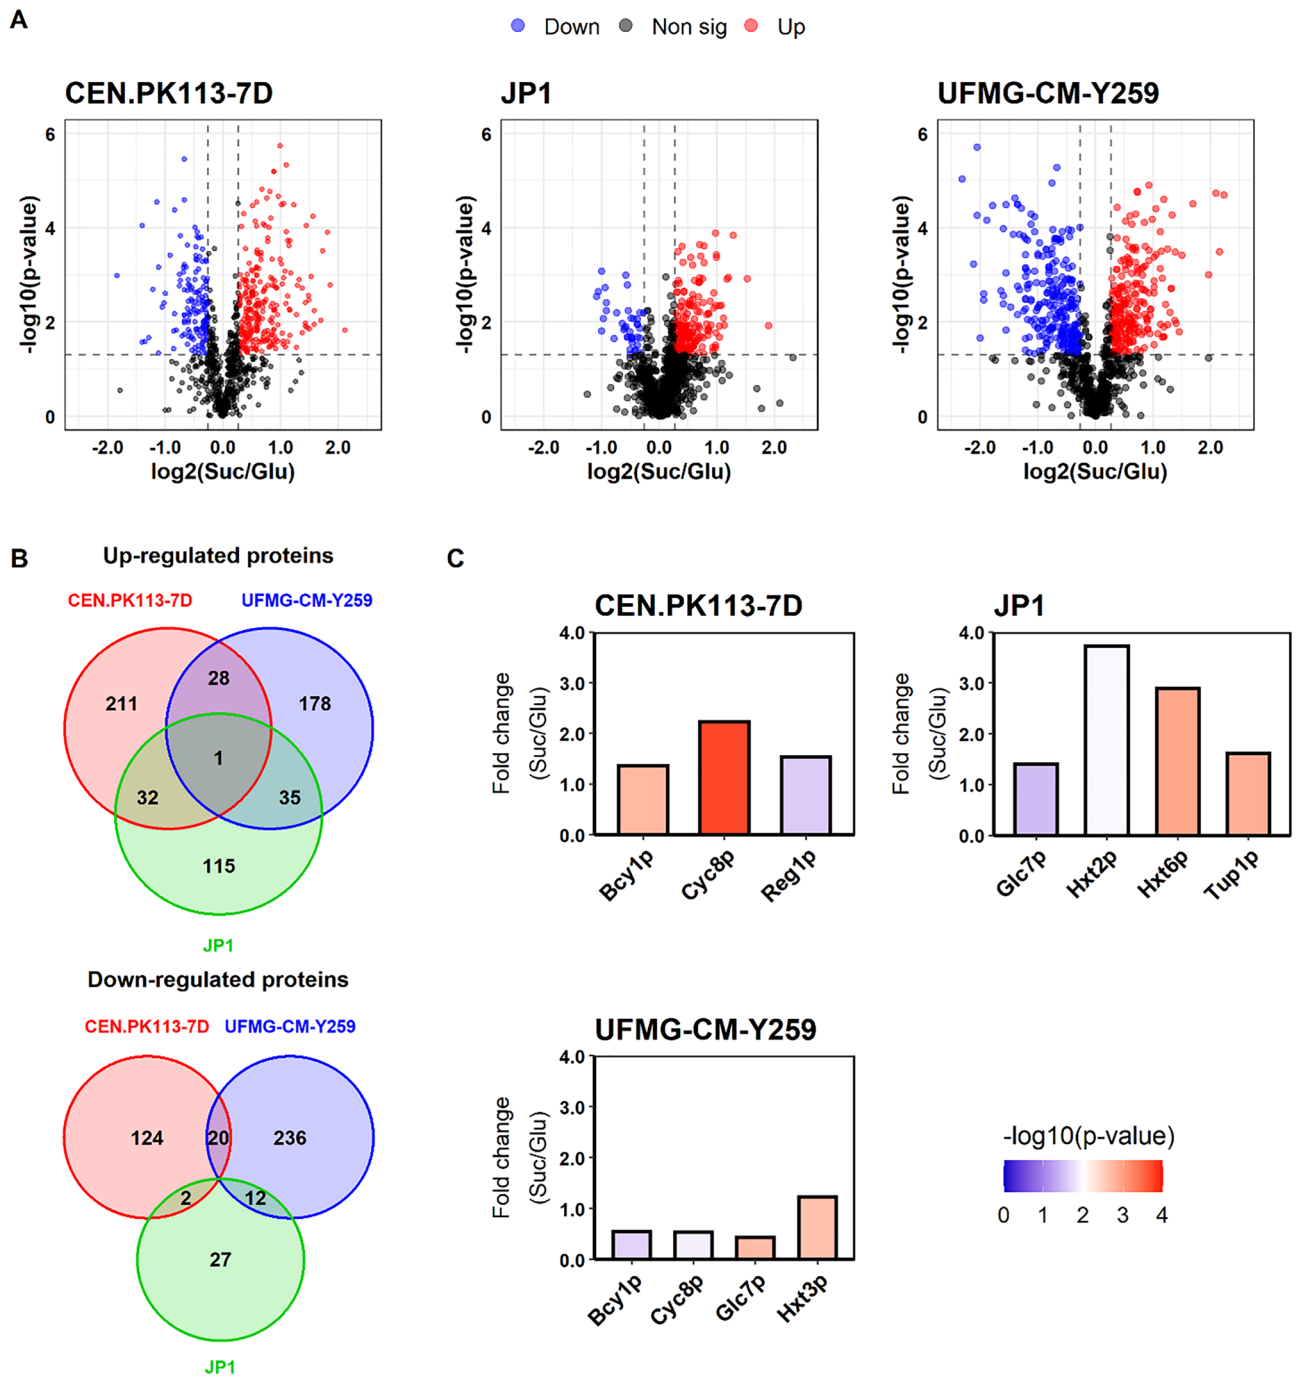 A
Down Non sig Up
CEN.PK113-7D JP1 UFMG-CM-Y259
6 6 6
4 4 4
2 2 2
0 0 0
-log10(p-value) -log10(p-value) -log10(p-value)
-2.0 -1.0 0.0 1.0 2.0 -2.0 -1.0 0.0 1.0 2.0 -2.0 -1.0 0.0 1.0 2.0
log2(Suc/Glu) log2(Suc/Glu) log2(Suc/Glu)
B
Up-regulated proteins
CEN.PK113-7D UFMG-CM-Y259
28
211 178
1
32 35
115
JP1
Down-regulated proteins
CEN.PK113-7D UFMG-CM-Y259
124 20 236
2 12
27
JP1
C
CEN.PK113-7D
4.0
3.0
2.0
1.0
0.0
Fold change
(Suc/Glu)
Bcy1p Cyc8p Reg1p
JP1
4.0
3.0
2.0
1.0
0.0
Fold change
(Suc/Glu)
Glc7p Hxt2p Hxt6p Tup1p
UFMG-CM-Y259
4.0
3.0
2.0
1.0
0.0
Fold change
(Suc/Glu)
Bcy1p Cyc8p Glc7p Hxt3p
-log10(p-value)
0 1 2 3 4